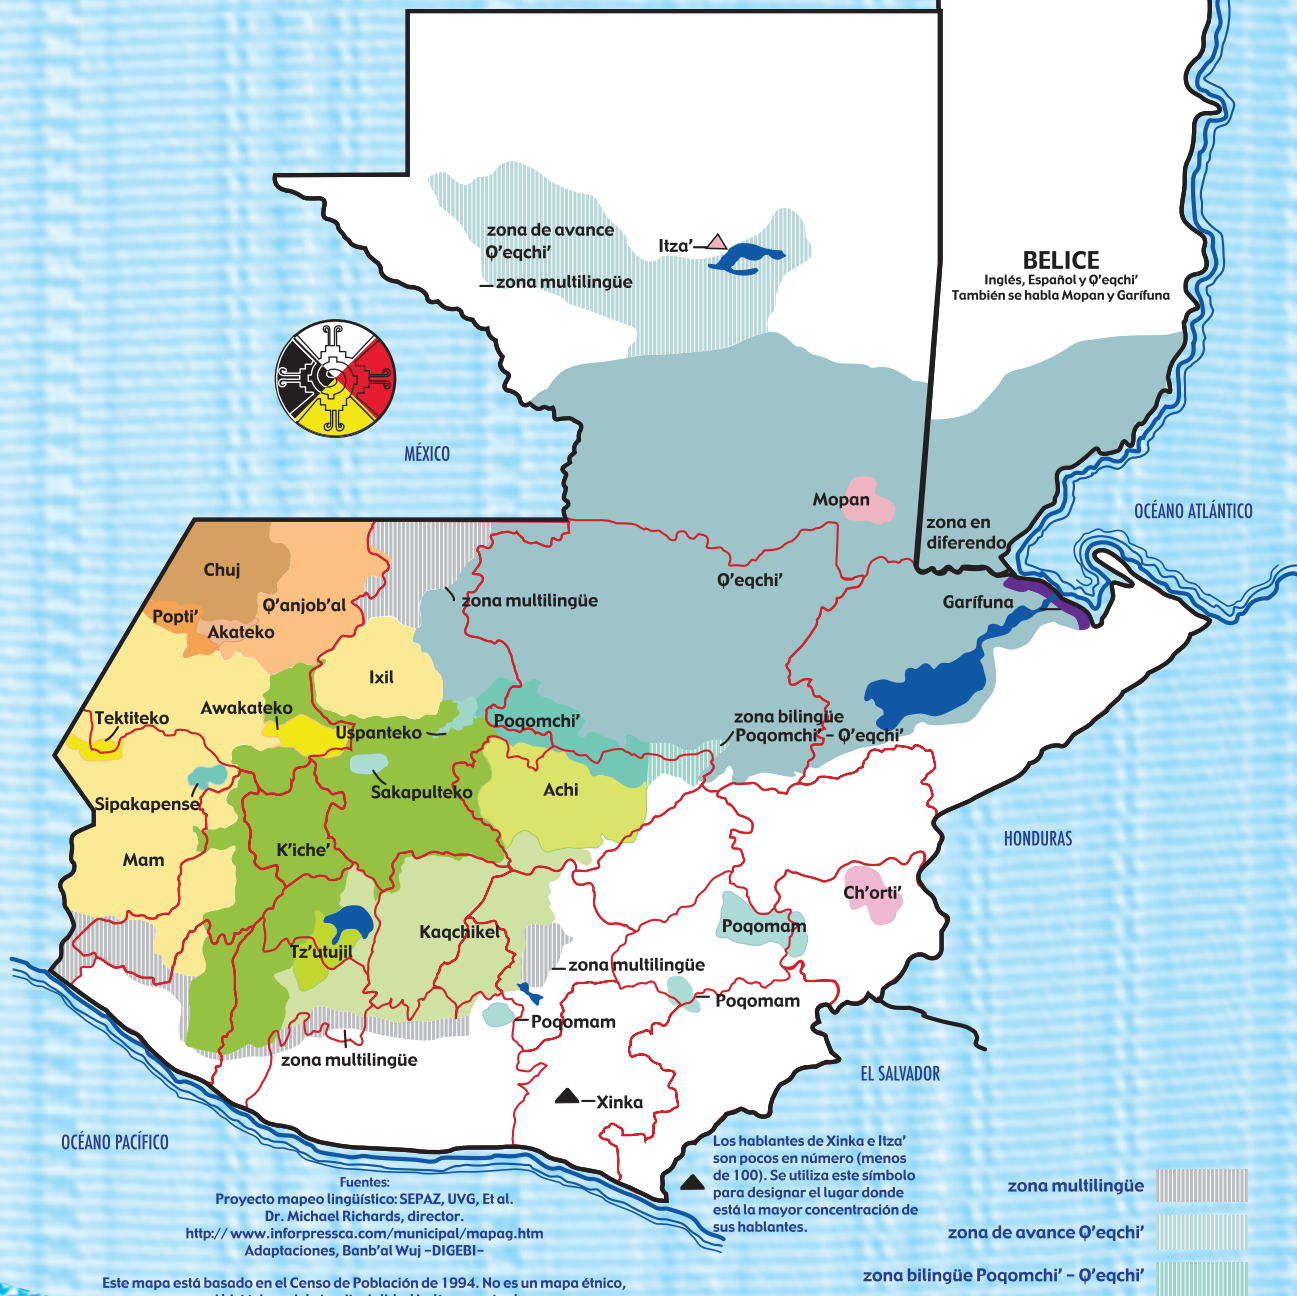 zona de avance
Q'eqchi'
zona multilingüe
Itza'
BELICE
Inglés, Español y Q'eqchi'
También se habla Mopan y Garífuna
MÉXICO
Mopan
OCÉANO ATLÁNTICO
zona en
diferendo
Chuj
Q'eqchi'
Popti'
Q'anjob'al
zona multilingüe
Garífuna
Akateko
Ixil
Awakateko
Tektiteko
Uspanteko
Poqomchi'
zona bilingüe
Poqomchi' – Q'eqchi'
Sipakapense
Sakapulteko
Achi
HONDURAS
Mam
K'iche'
Ch'orti'
Tz'utujil
Kaqchikel
Poqomam
zona multilingüe
Poqomam
Poqomam
zona multilingüe
EL SALVADOR
Xinka
OCÉANO PACÍFICO
Los hablantes de Xinka e Itza'
son pocos en número (menos
de 100). Se utiliza este símbolo
para designar el lugar donde
está la mayor concentración de
sus hablantes.
Fuentes:
Proyecto mapeo lingüístico: SEPAZ, UVG, Et al.
Dr. Michael Richards, director.
http:// www.inforpressca.com/municipal/mapag.htm
Adaptaciones, Banb'al Wuj –DIGEBI–
zona multilingüe
zona de avance Q'eqchi'
zona bilingüe Poqomchi' – Q'eqchi'
Este mapa está basado en el Censo de Población de 1994. No es un mapa étnico,